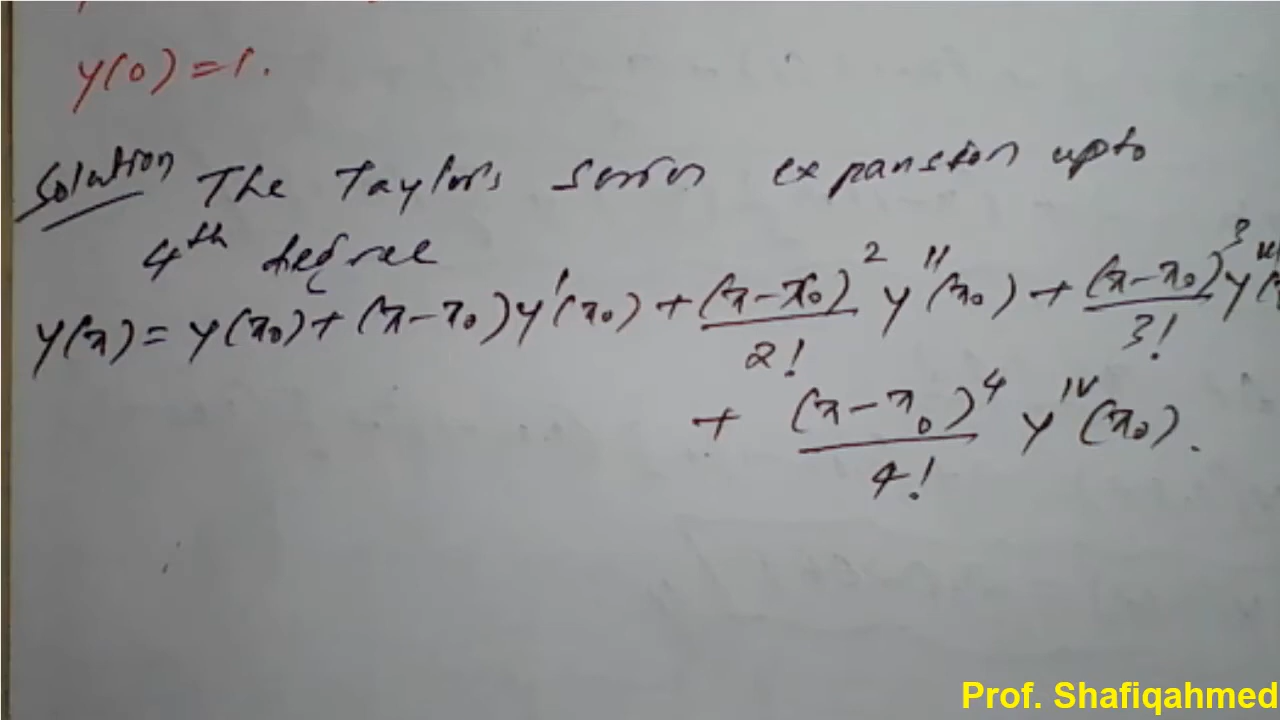 y(0) = 1.
Solution The Taylor's Series expansion upto
4th degree
y(x) = y(x₀) + (x-x₀)y'(x₀) + (x-x₀)²/2! y''(x₀) + (x-x₀)³/3! y'''(x
+ (x-x₀)⁴/4! yIV(x₀).
Prof. Shafiqahmed